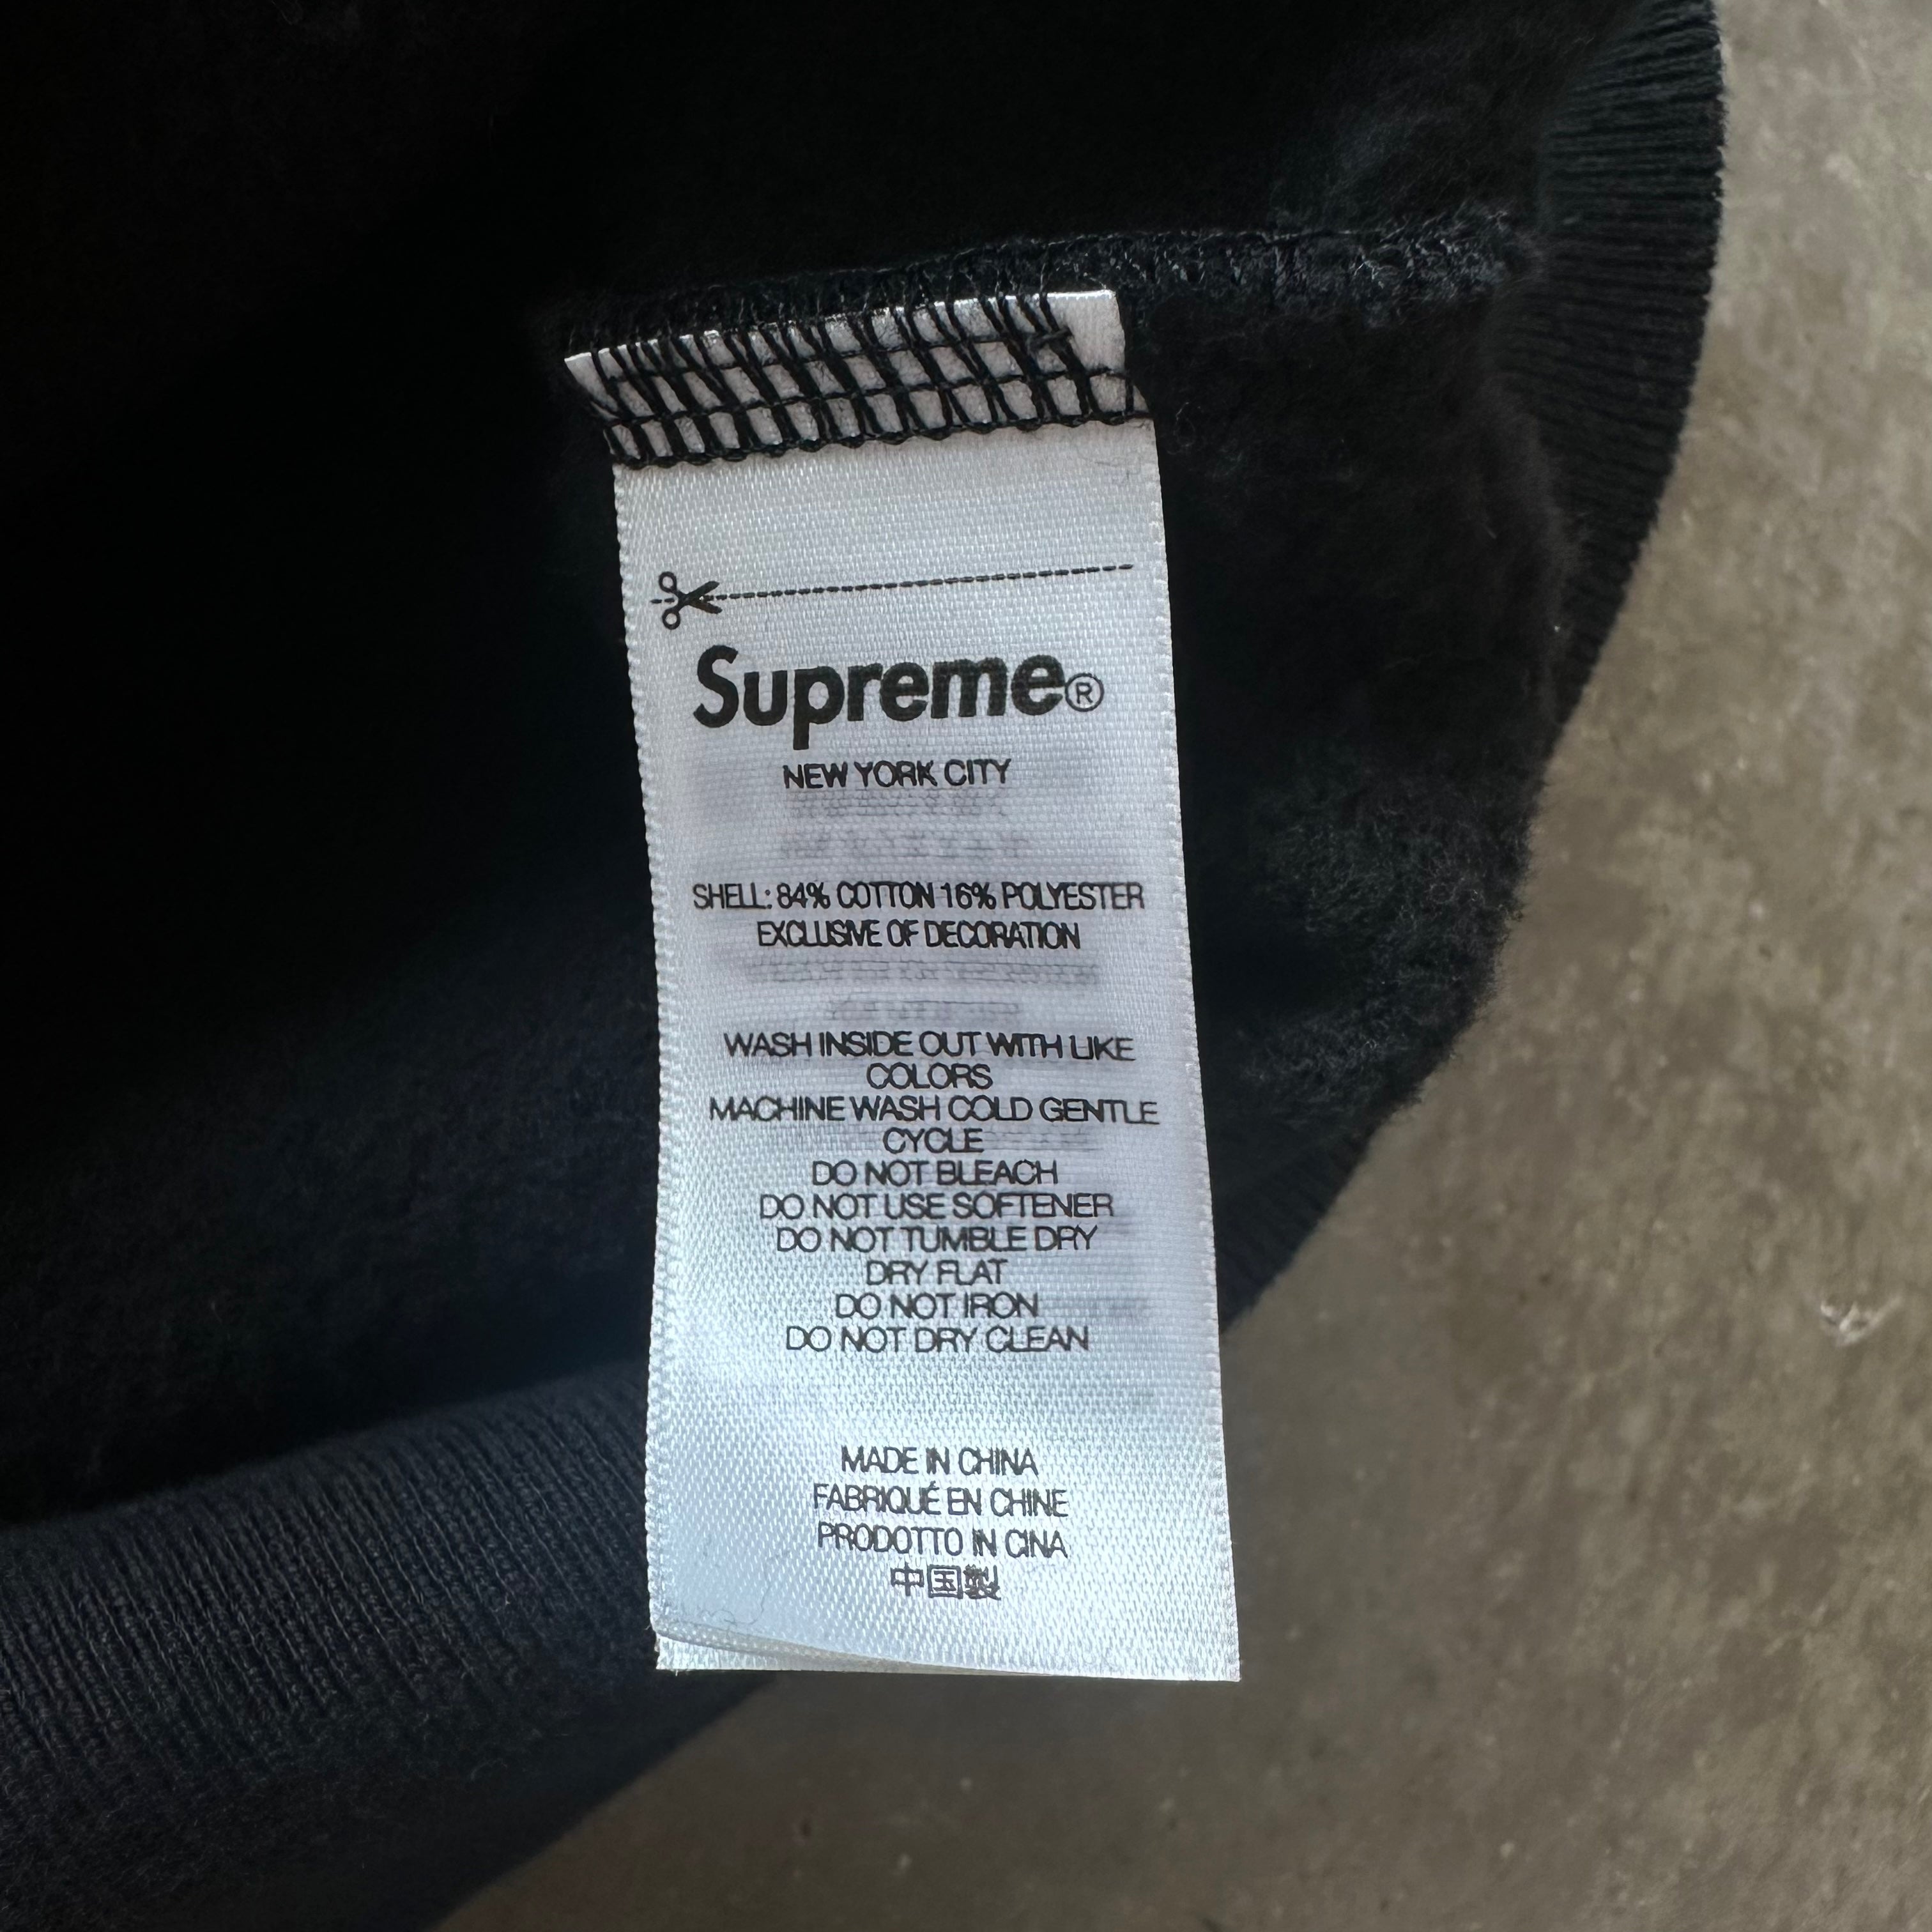 Supreme®
NEW YORK CITY
SHELL: 84% COTTON 16% POLYESTER
EXCLUSIVE OF DECORATION
WASH INSIDE OUT WITH LIKE
COLORS
MACHINE WASH COLD GENTLE
CYCLE
DO NOT BLEACH
DO NOT USE SOFTENER
DO NOT TUMBLE DRY
DRY FLAT
DO NOT IRON
DO NOT DRY CLEAN
MADE IN CHINA
FABRIQUÉ EN CHINE
PRODOTTO IN CINA
中国製